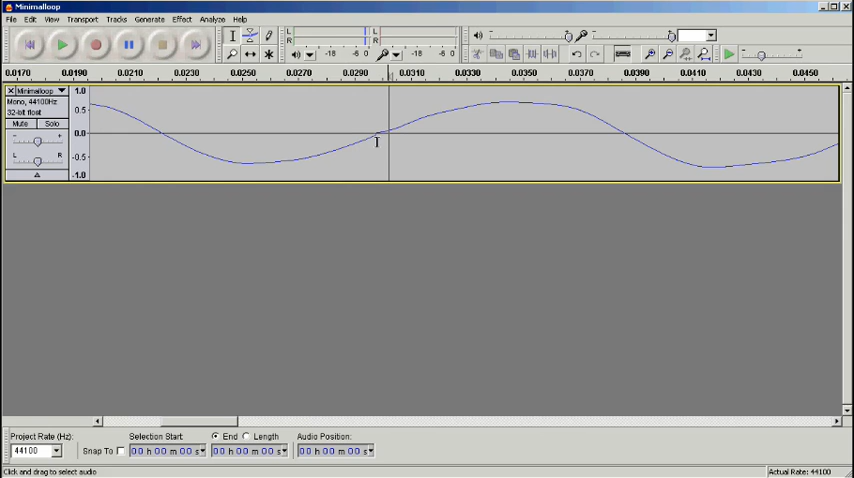 Minimalloop
File Edit View Transport Tracks Generate Effect Analyze Help
L
R
-18 -6 0
L
R
-18 -6 0
0.0170 0.0190 0.0210 0.0230 0.0250 0.0270 0.0290 0.0310 0.0330 0.0350 0.0370 0.0390 0.0410 0.0430 0.0450
Minimalloop
Mono, 44100Hz
32-bit float
Mute Solo
- +
L R
1.0
0.5
0.0
-0.5
-1.0
Project Rate (Hz): Selection Start: End Length Audio Position:
44100 Snap To 00 h 00 m 00 s 00 h 00 m 00 s 00 h 00 m 00 s
Click and drag to select audio Actual Rate: 44100